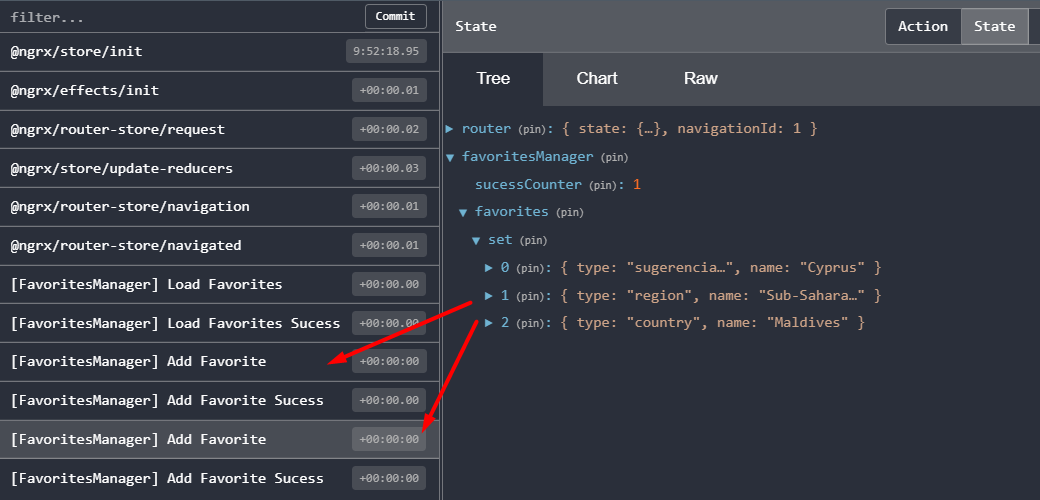 filter... Commit
@ngrx/store/init 9:52:18.95
@ngrx/effects/init +00:00.01
@ngrx/router-store/request +00:00.02
@ngrx/store/update-reducers +00:00.03
@ngrx/router-store/navigation +00:00.01
@ngrx/router-store/navigated +00:00.01
[FavoritesManager] Load Favorites +00:00.00
[FavoritesManager] Load Favorites Sucess +00:00.00
[FavoritesManager] Add Favorite +00:00:00
[FavoritesManager] Add Favorite Sucess +00:00.00
[FavoritesManager] Add Favorite +00:00:00
[FavoritesManager] Add Favorite Sucess +00:00:00
State Action State
Tree Chart Raw
router (pin): { state: {…}, navigationId: 1 }
favoritesManager (pin)
sucessCounter (pin): 1
favorites (pin)
set (pin)
0 (pin): { type: "sugerencia…", name: "Cyprus" }
1 (pin): { type: "region", name: "Sub-Sahara…" }
2 (pin): { type: "country", name: "Maldives" }